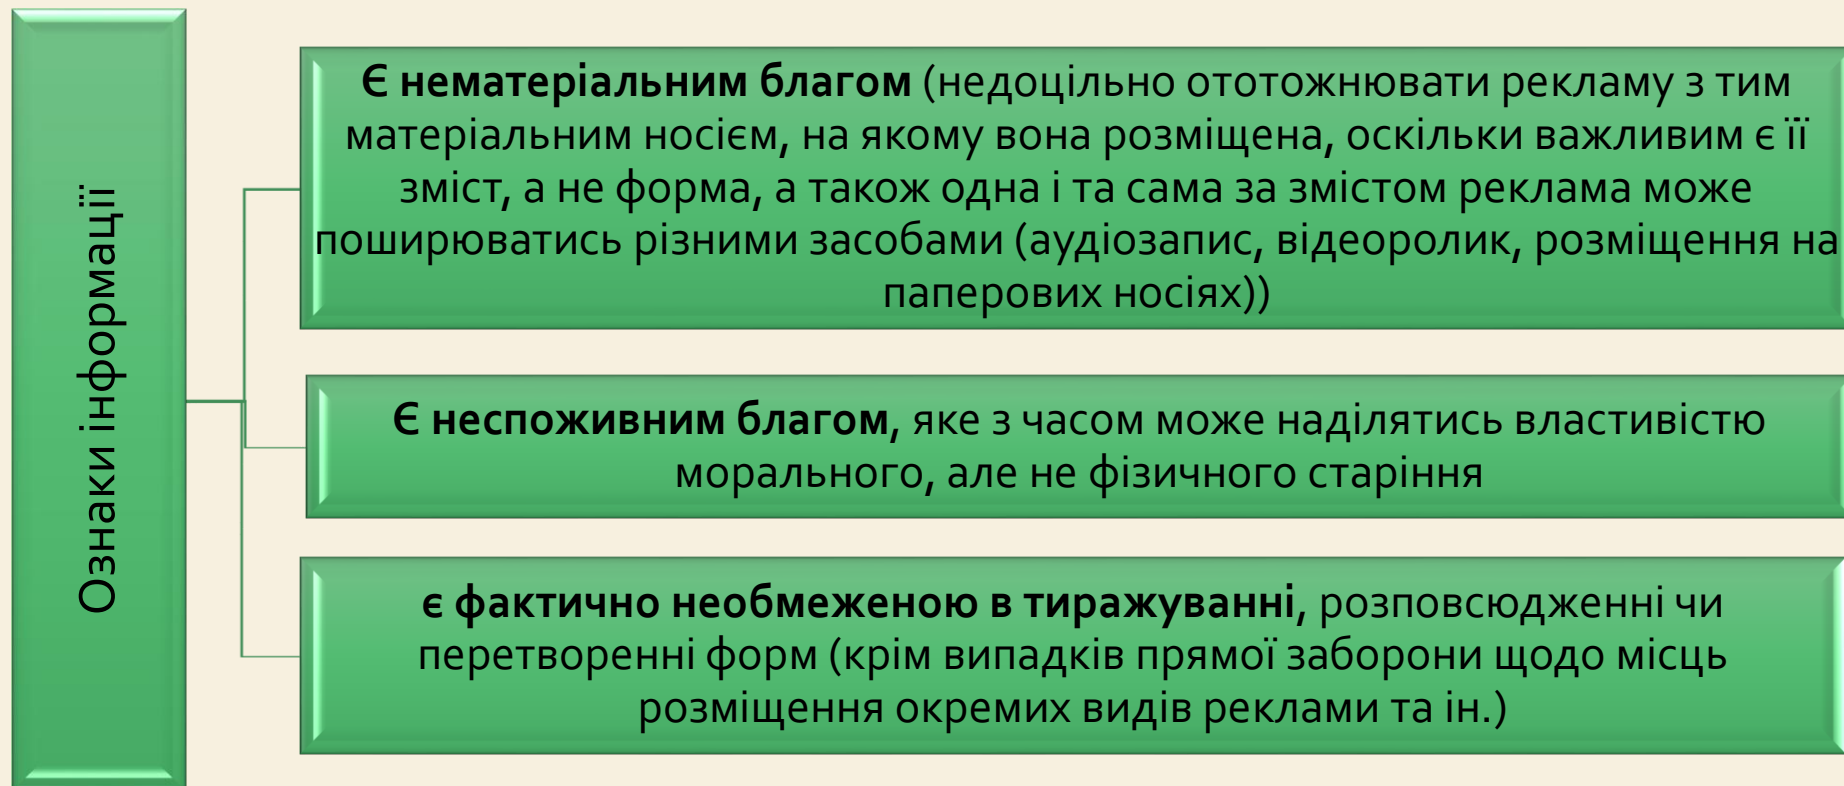 Ознаки інформації
Є нематеріальним благом (недоцільно ототожнювати рекламу з тим
матеріальним носієм, на якому вона розміщена, оскільки важливим є її
зміст, а не форма, а також одна і та сама за змістом реклама може
поширюватись різними засобами (аудіозапис, відеоролик, розміщення на
паперових носіях))
Є неспоживним благом, яке з часом може наділятись властивістю
морального, але не фізичного старіння
є фактично необмеженою в тиражуванні, розповсюдженні чи
перетворенні форм (крім випадків прямої заборони щодо місць
розміщення окремих видів реклами та ін.)